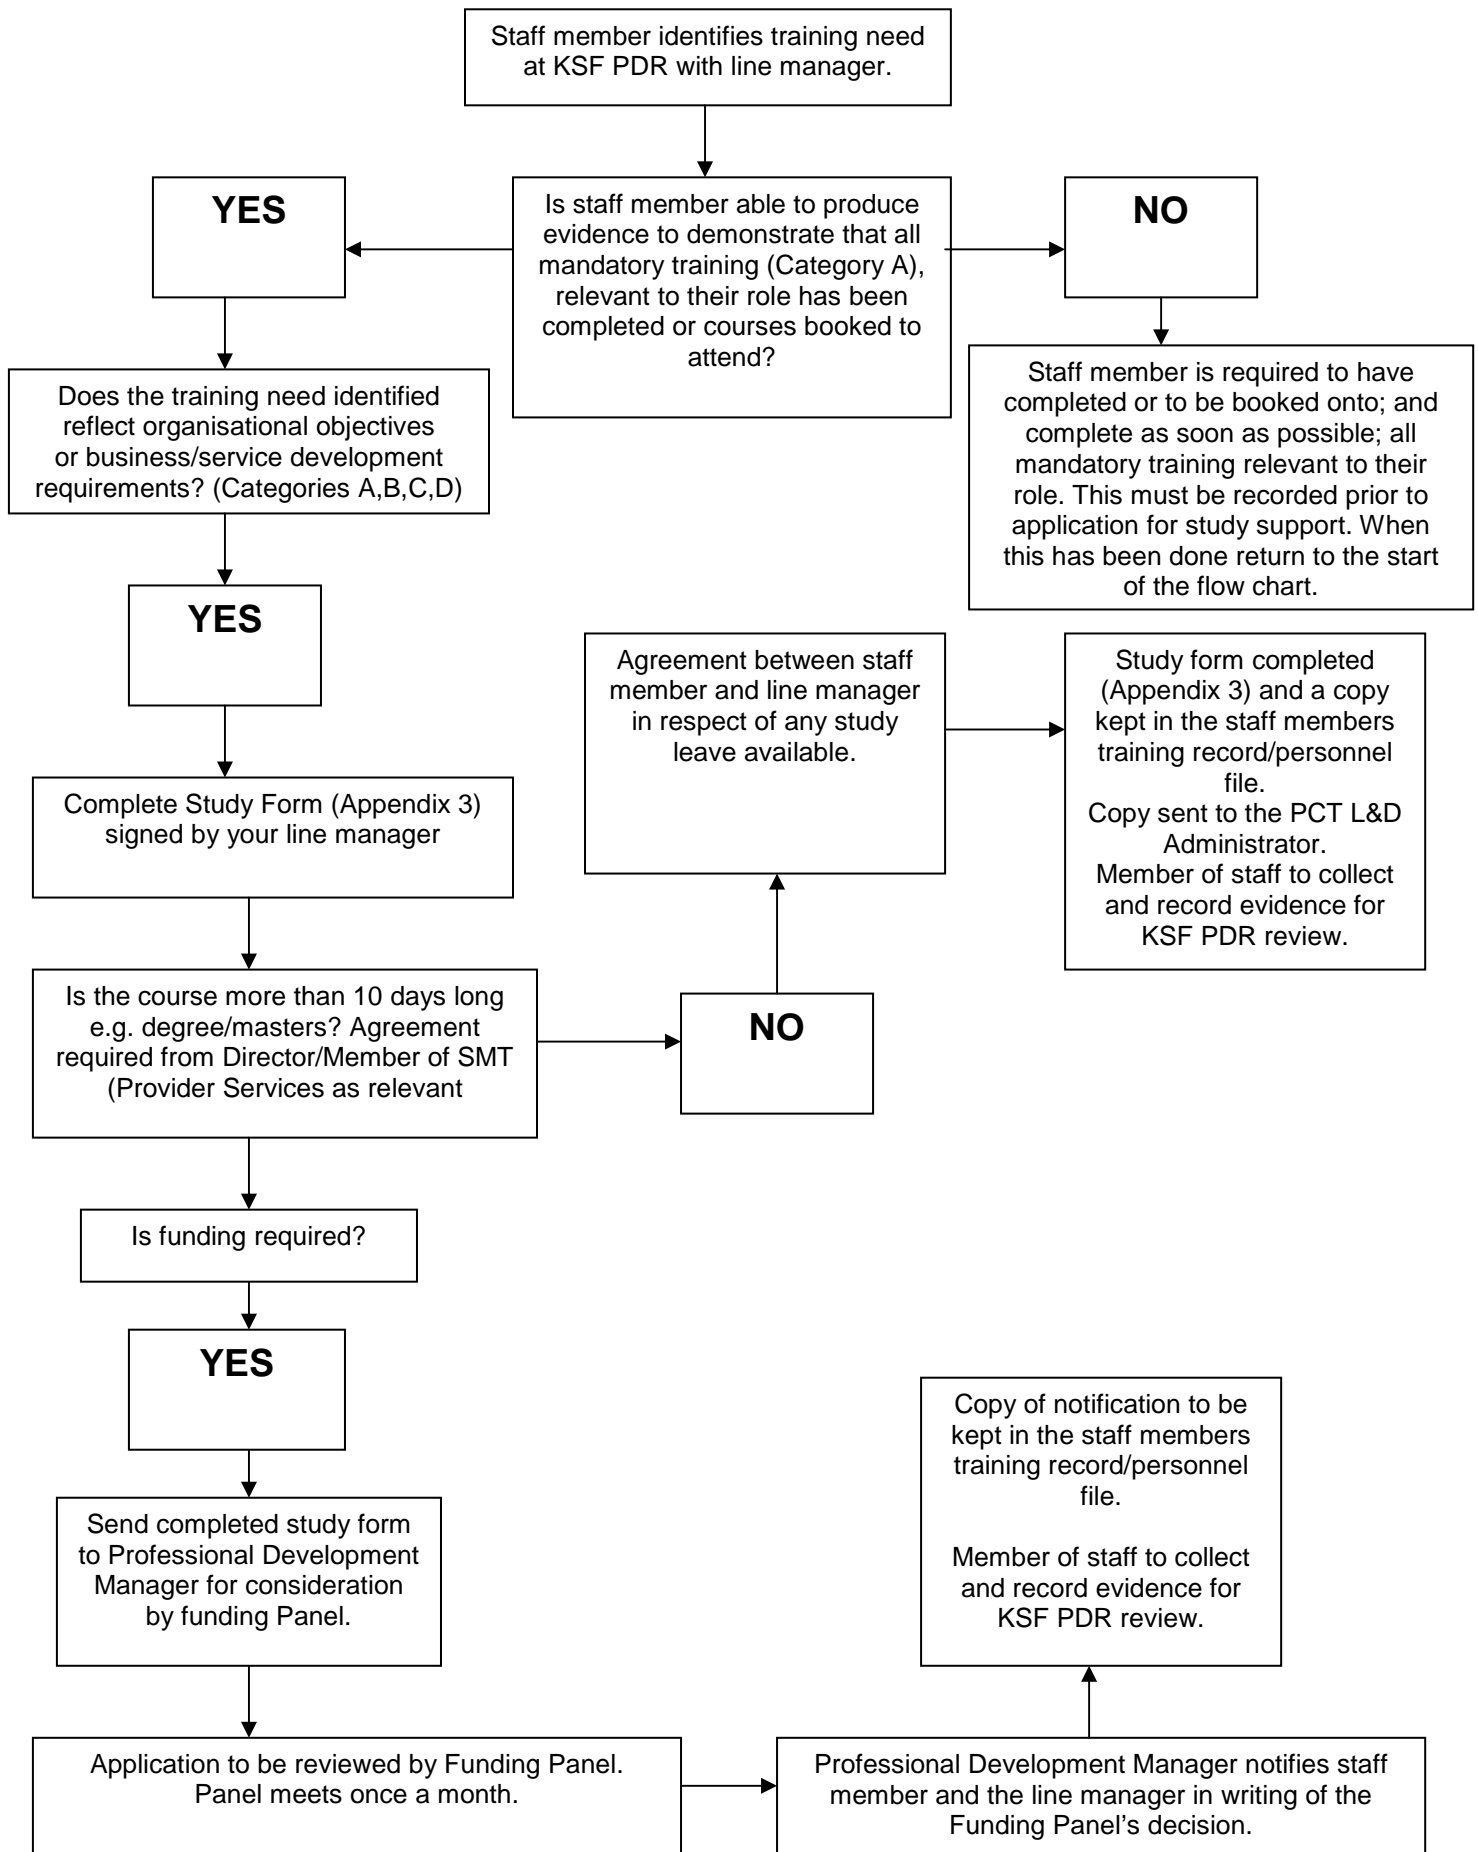 Staff member identifies training need
at KSF PDR with line manager.
YES
Is staff member able to produce
evidence to demonstrate that all
mandatory training (Category A),
relevant to their role has been
completed or courses booked to
attend?
NO
Does the training need identified
reflect organisational objectives
or business/service development
requirements? (Categories A,B,C,D)
Staff member is required to have
completed or to be booked onto; and
complete as soon as possible; all
mandatory training relevant to their
role. This must be recorded prior to
application for study support. When
this has been done return to the start
of the flow chart.
YES
Agreement between staff
member and line manager
in respect of any study
leave available.
Study form completed
(Appendix 3) and a copy
kept in the staff members
training record/personnel
file.
Copy sent to the PCT L&D
Administrator.
Member of staff to collect
and record evidence for
KSF PDR review.
Complete Study Form (Appendix 3)
signed by your line manager
Is the course more than 10 days long
e.g. degree/masters? Agreement
required from Director/Member of SMT
(Provider Services as relevant
NO
Is funding required?
YES
Copy of notification to be
kept in the staff members
training record/personnel
file.
Member of staff to collect
and record evidence for
KSF PDR review.
Send completed study form
to Professional Development
Manager for consideration
by funding Panel.
Application to be reviewed by Funding Panel.
Panel meets once a month.
Professional Development Manager notifies staff
member and the line manager in writing of the
Funding Panel’s decision.